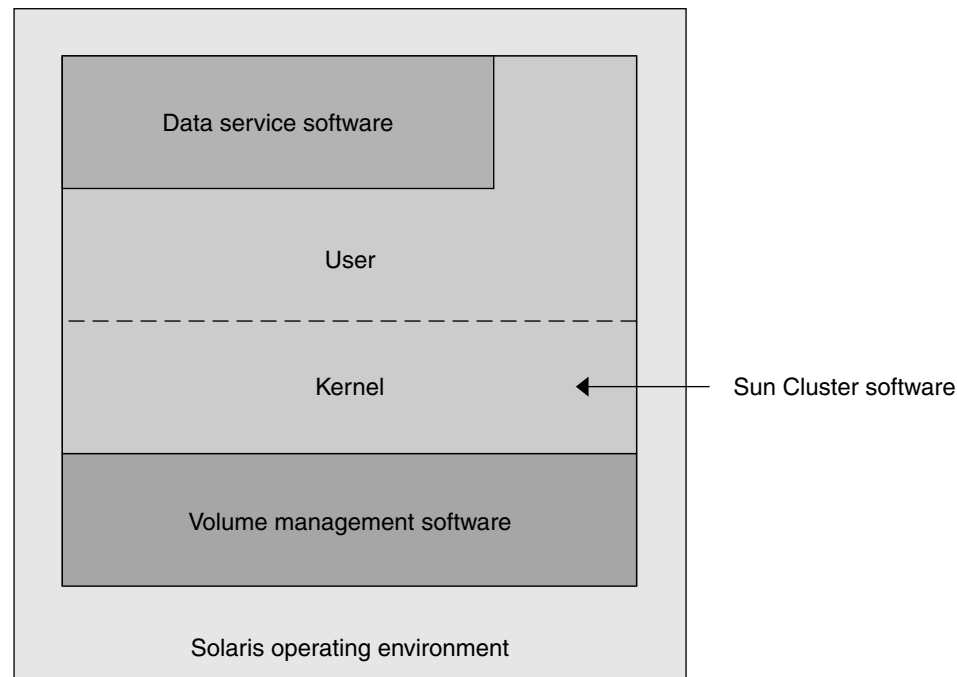 Data service software
User
Kernel
Sun Cluster software
Volume management software
Solaris operating environment